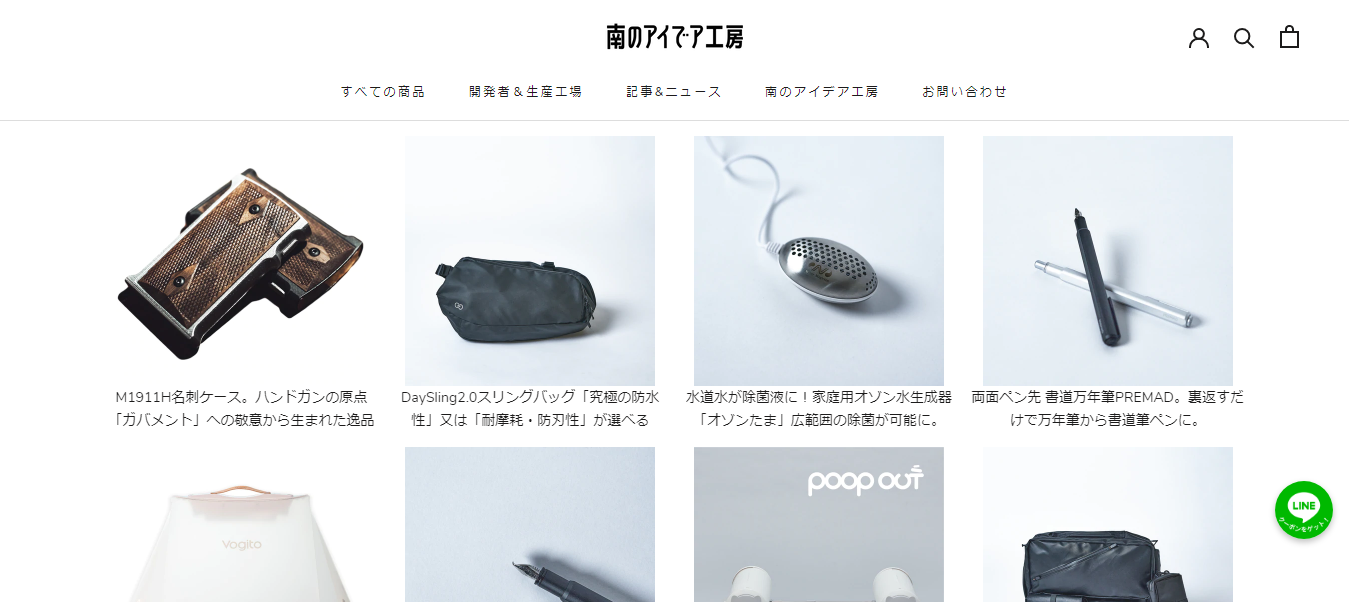 南のアイデア工房
すべての商品 開発者＆生産工場 記事&ニュース 南のアイデア工房 お問い合わせ
M1911H名刺ケース。ハンドガンの原点
「ガバメント」への敬意から生まれた逸品
DaySling2.0スリングバッグ「究極の防水
性」又は「耐摩耗・防刃性」が選べる
水道水が除菌液に！家庭用オゾン水生成器
「オゾンたま」広範囲の除菌が可能に。
両面ペン先 書道万年筆PREMAD。裏返すだ
けで万年筆から書道筆ペンに。
Vogito
poop out
LINE
クーポンをゲット！